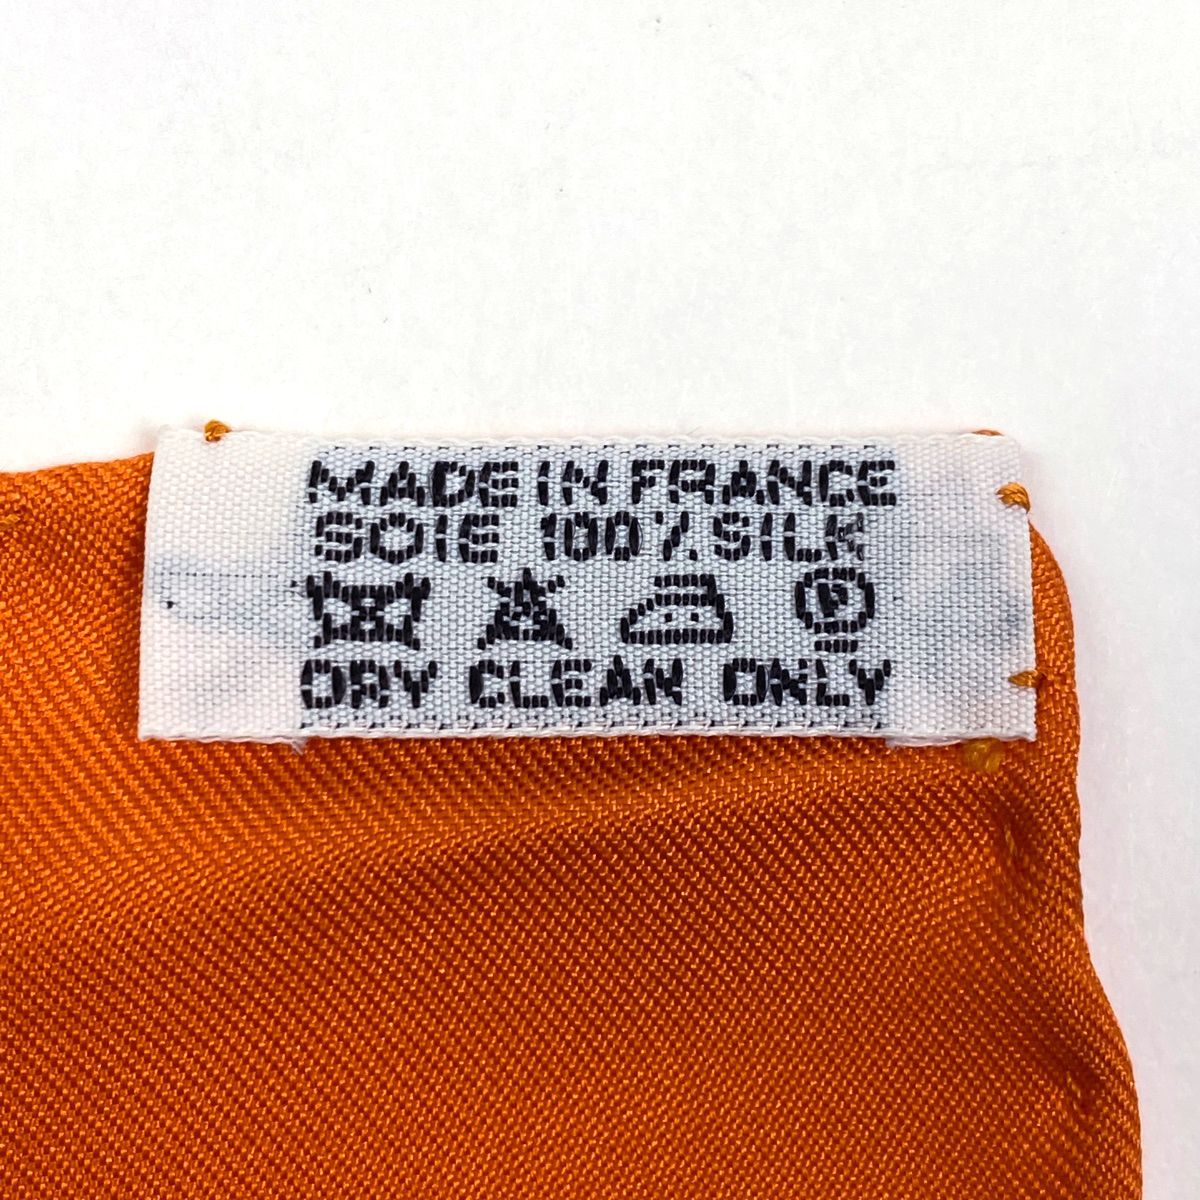 MADE IN FRANCE
SOIE 100% SILK
P
DRY CLEAN ONLY